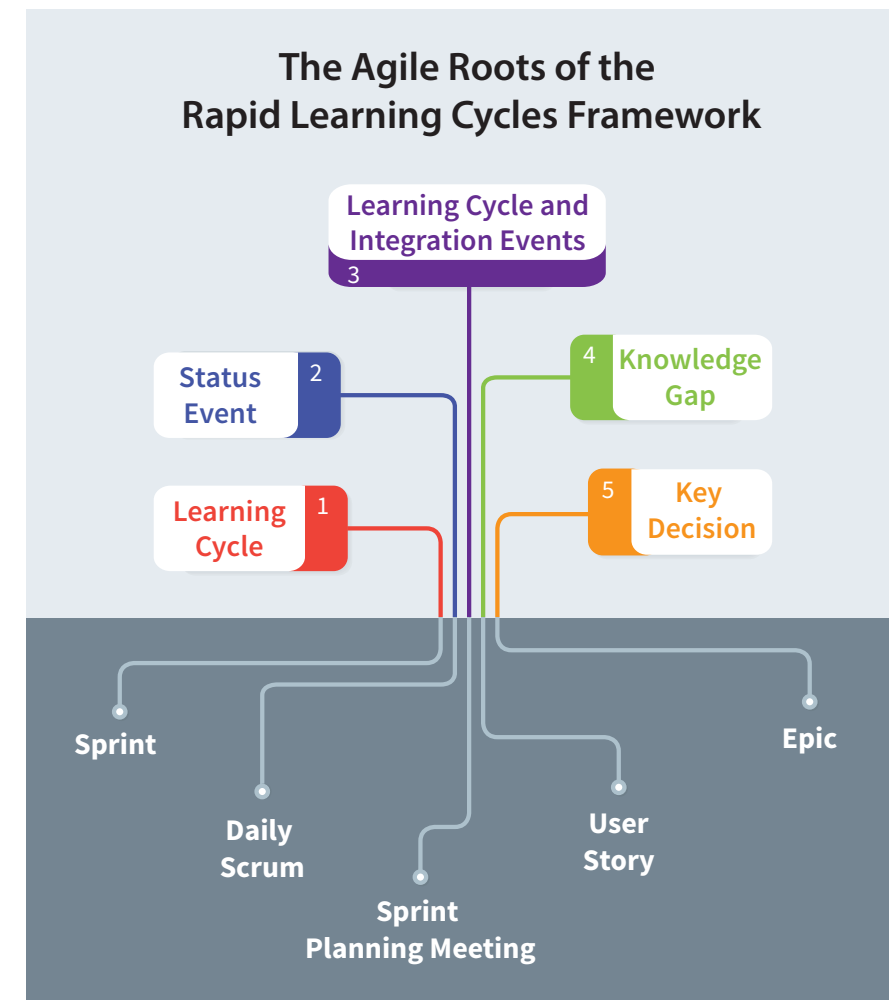 The Agile Roots of the
Rapid Learning Cycles Framework
Learning Cycle and
Integration Events
3
Status
Event
2
4
Knowledge
Gap
Learning
Cycle
1
5
Key
Decision
Sprint
Epic
Daily
Scrum
User
Story
Sprint
Planning Meeting